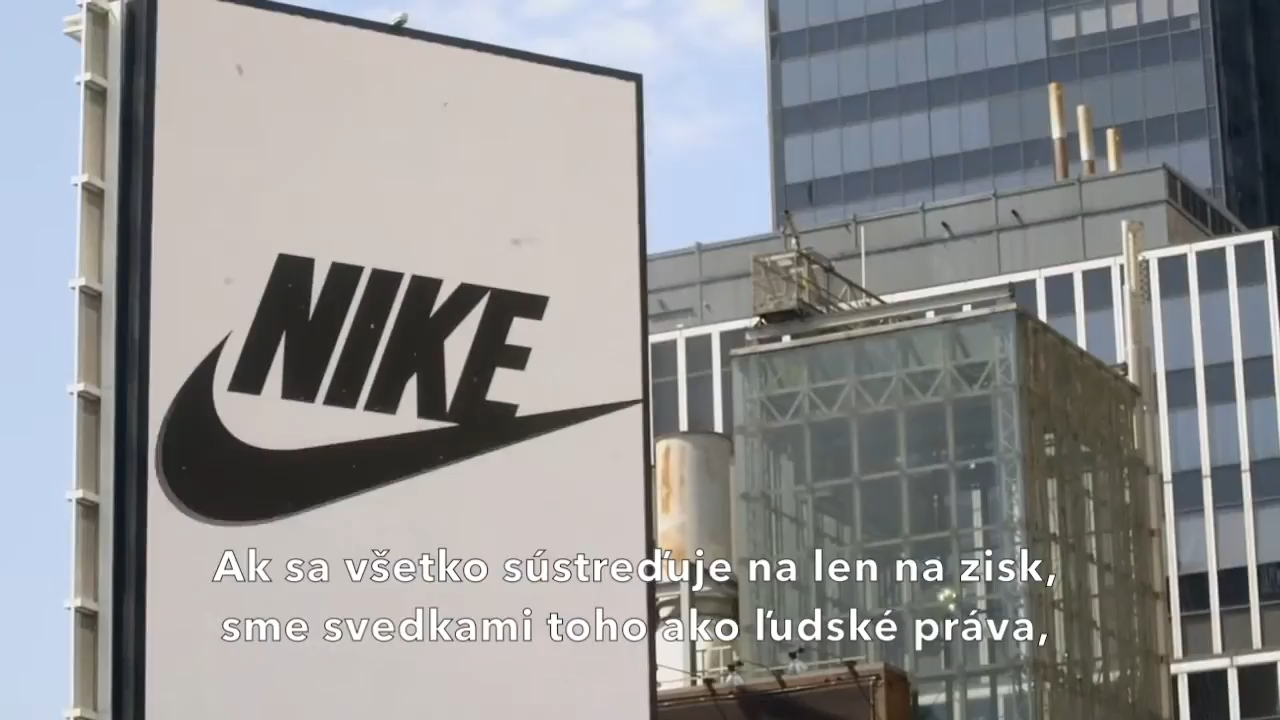 NIKE
Ak sa všetko sústreďuje na len na zisk,
sme svedkami toho ako ľudské práva,